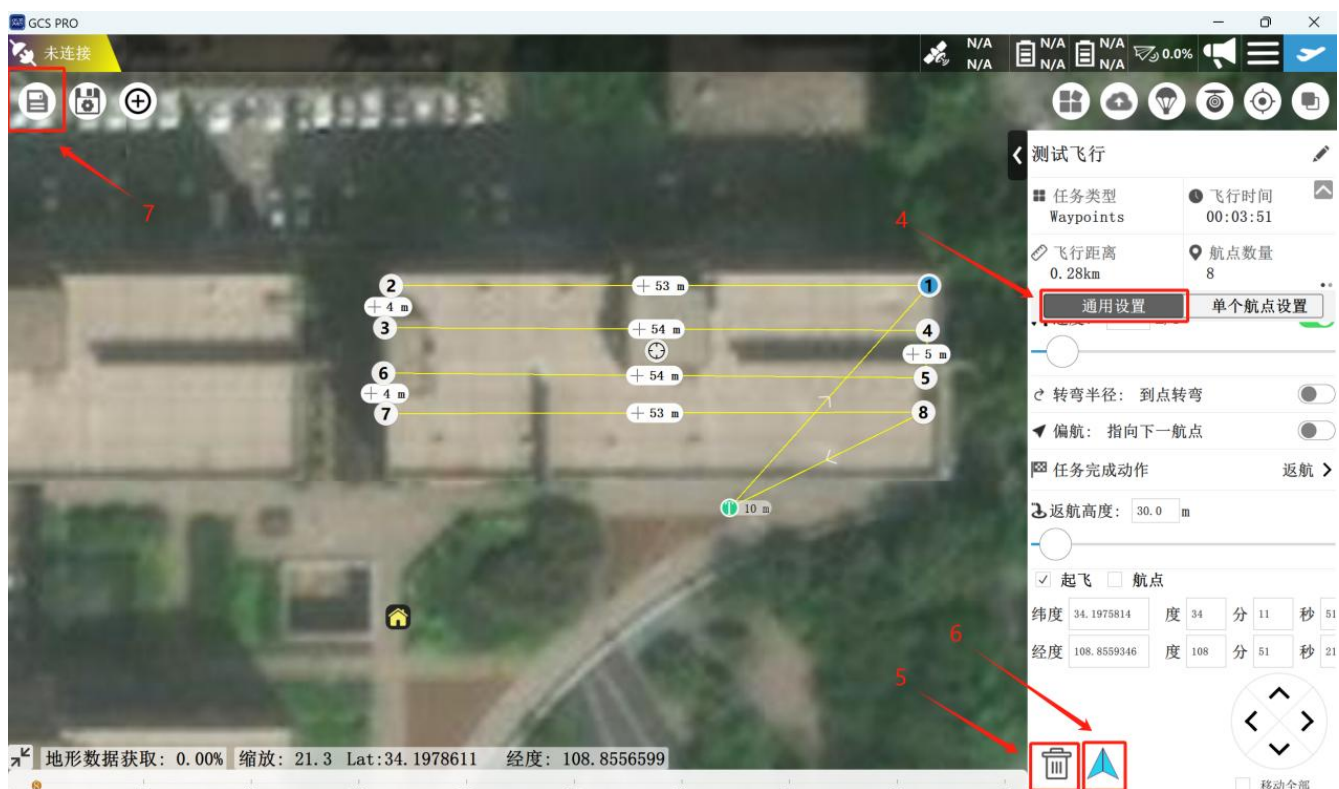 GCS PRO
未连接
N/A N/A N/A 0.0%
N/A N/A N/A
7
4
测试飞行
任务类型 飞行时间
Waypoints 00:03:51
飞行距离 航点数量
0.28km 8
通用设置 单个航点设置
2 53 m 1
4 m
3 54 m 4
5 m
6 54 m 5
4 m
7 53 m 8
10 m
转弯半径: 到点转弯
偏航: 指向下一航点
任务完成动作 返航
返航高度: 30.0 m
起飞 航点
纬度 34.1975814 度 34 分 11 秒 51
经度 108.8559346 度 108 分 51 秒 21
6
5
地形数据获取: 0.00% 缩放: 21.3 Lat:34.1978611 经度: 108.8556599
移动全部